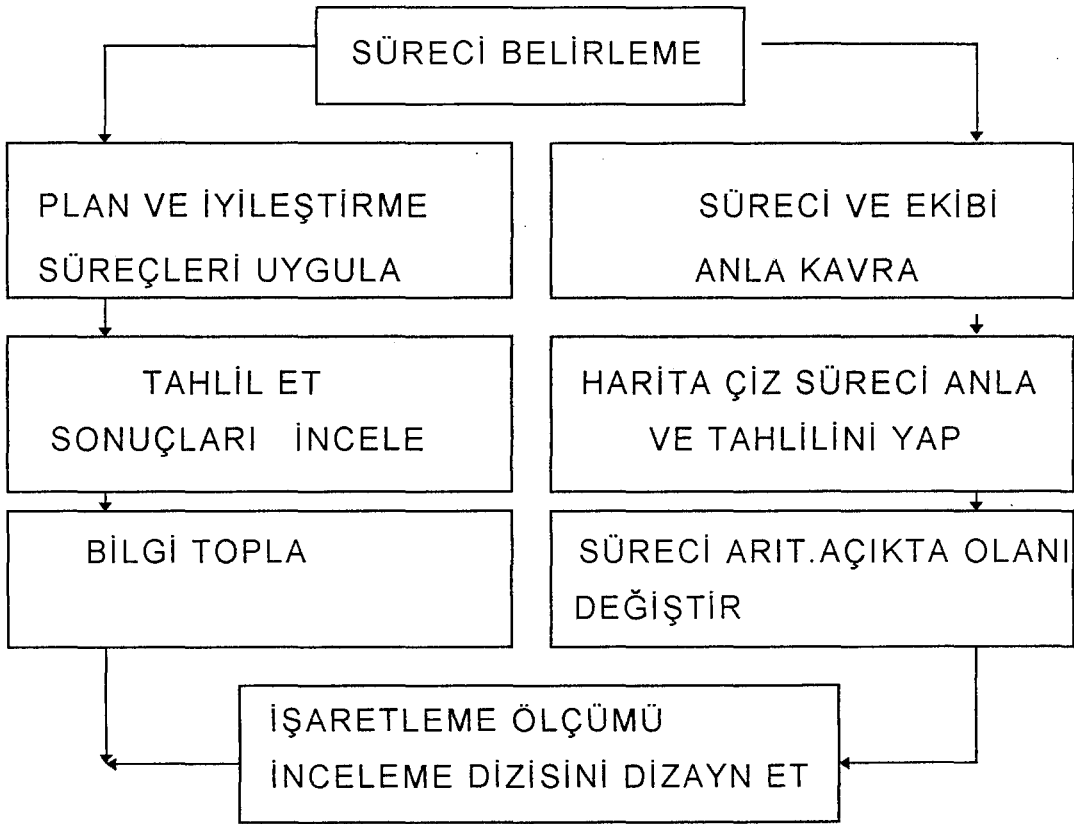 SÜRECİ BELİRLEME
PLAN VE İYİLEŞTİRME
SÜREÇLERİ UYGULA
SÜRECİ VE EKİBİ
ANLA KAVRA
TAHLİL ET
SONUÇLARI İNCELE
HARİTA ÇİZ SÜRECİ ANLA
VE TAHLİLİNİ YAP
BİLGİ TOPLA
SÜRECİ ARIT.AÇIKTA OLANI
DEĞİŞTİR
İŞARETLEME ÖLÇÜMÜ
İNCELEME DİZİSİNİ DİZAYN ET